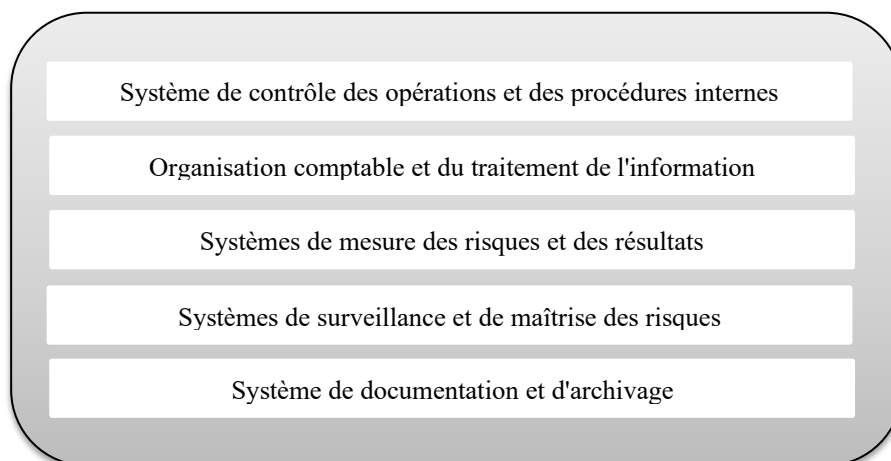 Système de contrôle des opérations et des procédures internes
Organisation comptable et du traitement de l'information
Systèmes de mesure des risques et des résultats
Systèmes de surveillance et de maîtrise des risques
Système de documentation et d'archivage